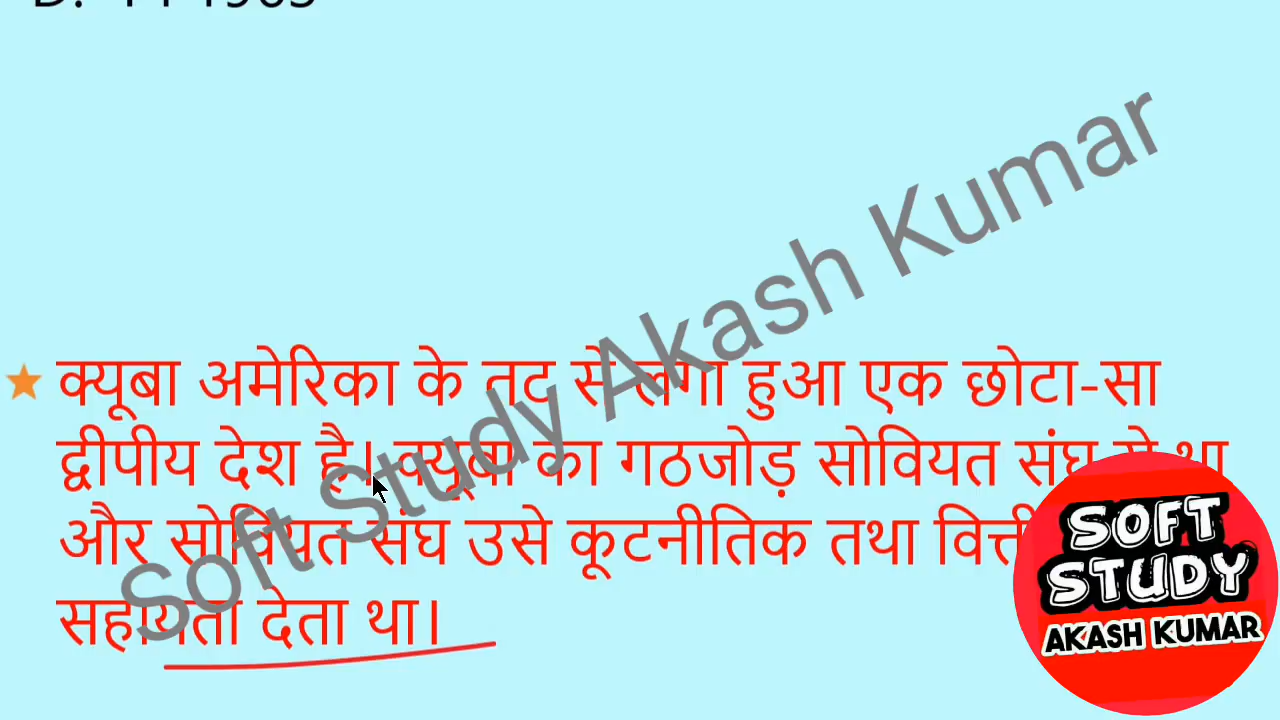 क्यूबा अमेरिका के तट से लगा हुआ एक छोटा-सा
द्वीपीय देश है। क्यूबा का गठजोड़ सोवियत संघ से था
और सोवियत संघ उसे कूटनीतिक तथा
सहायता देता था।
Soft Study Akash Kumar
SOFT
STUDY
AKASH KUMAR